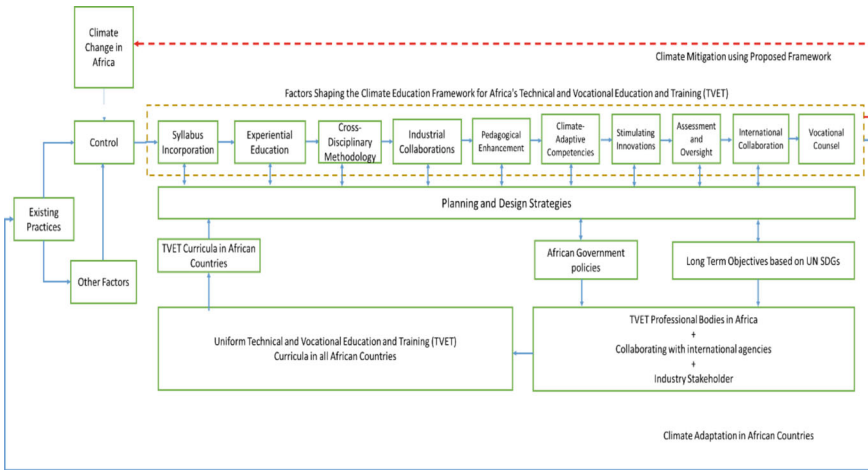 Climate
Change in
Africa
Climate Mitigation using Proposed Framework
Factors Shaping the Climate Education Framework for Africa's Technical and Vocational Education and Training (TVET)
Control
Syllabus
Incorporation
Experiential
Education
Cross-
Disciplinary
Methodology
Industrial
Collaborations
Pedagogical
Enhancement
Climate-
Adaptive
Competencies
Stimulating
Innovations
Assessment
and
Oversight
International
Collaboration
Vocational
Counsel
Planning and Design Strategies
Existing
Practices
Other Factors
TVET Curricula in African
Countries
African Government
policies
Long Term Objectives based on UN SDGs
Uniform Technical and Vocational Education and Training (TVET)
Curricula in all African Countries
TVET Professional Bodies in Africa
+
Collaborating with international agencies
+
Industry Stakeholder
Climate Adaptation in African Countries